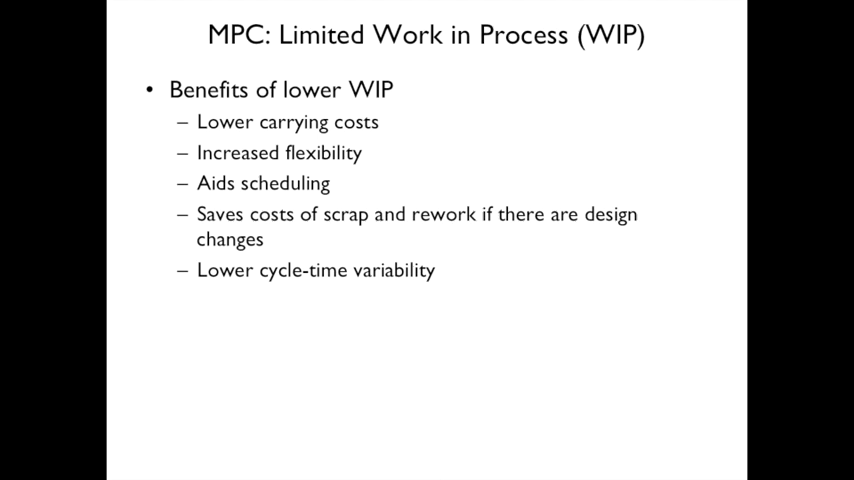 MPC: Limited Work in Process (WIP)
• Benefits of lower WIP
– Lower carrying costs
– Increased flexibility
– Aids scheduling
– Saves costs of scrap and rework if there are design
changes
– Lower cycle-time variability